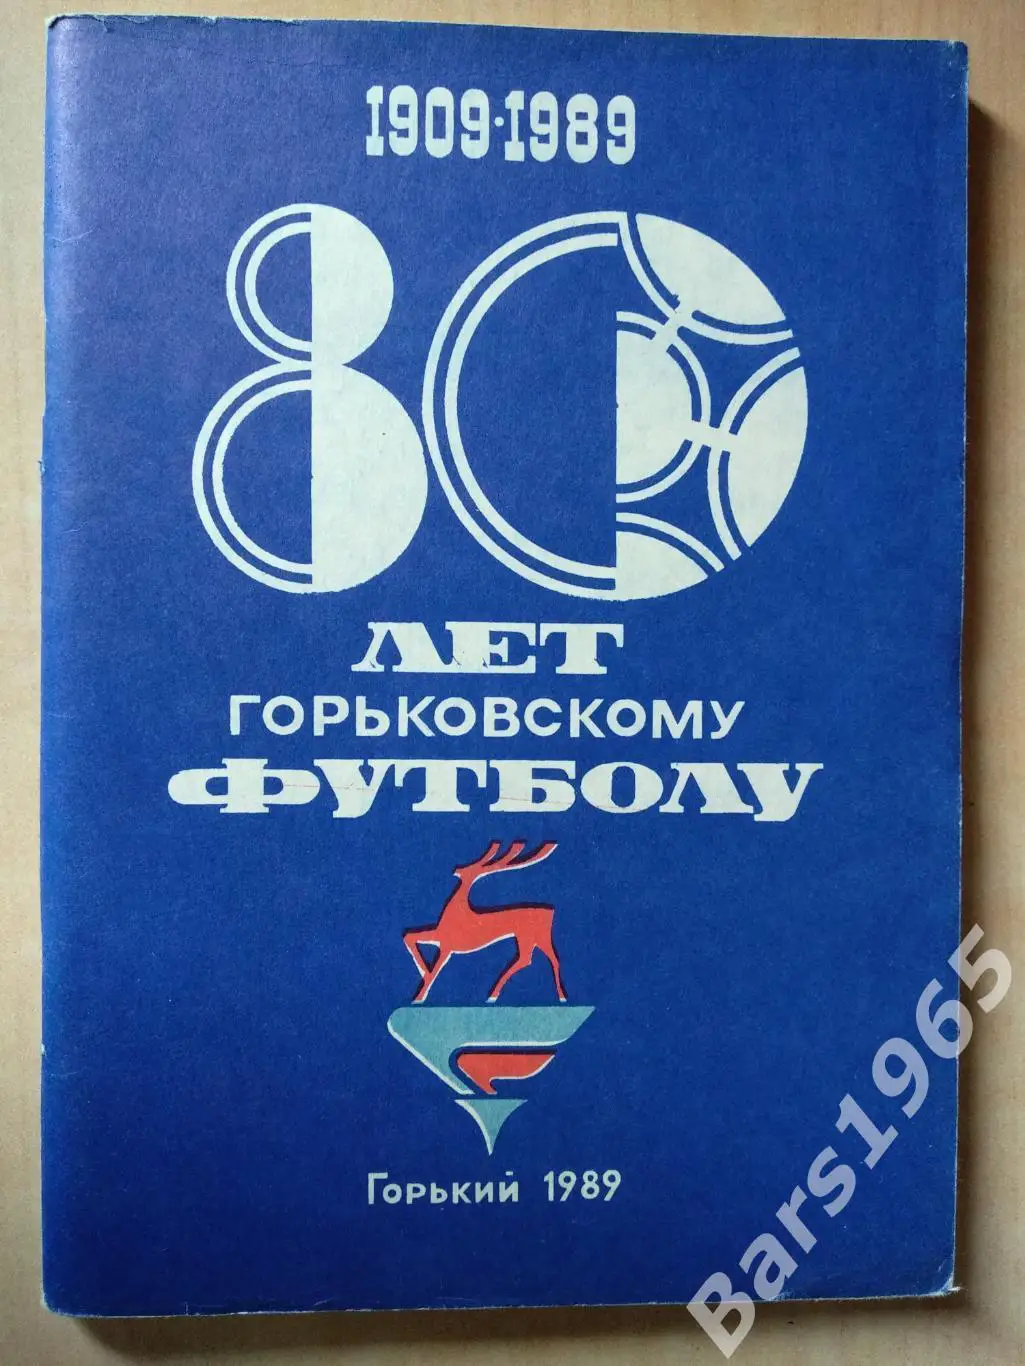 1909·1989
80
ЛЕТ
ГОРЬКОВСКОМУ
ФУТБОЛУ
Горький 1989
Bars1965